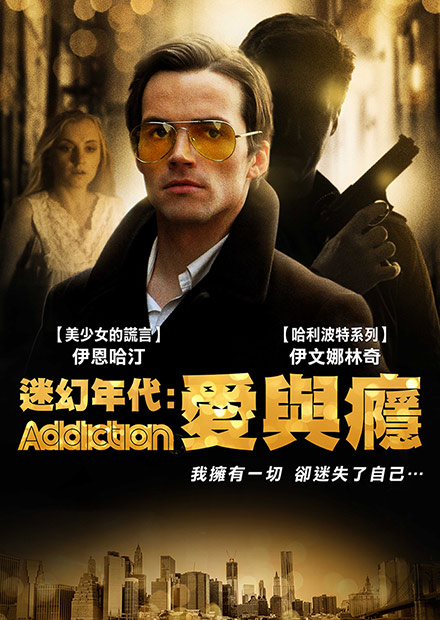 【美少女的謊言】 【哈利波特系列】
伊恩哈汀 伊文娜林奇
迷幻年代: 愛與癮
Addiction
我擁有一切 卻迷失了自己…